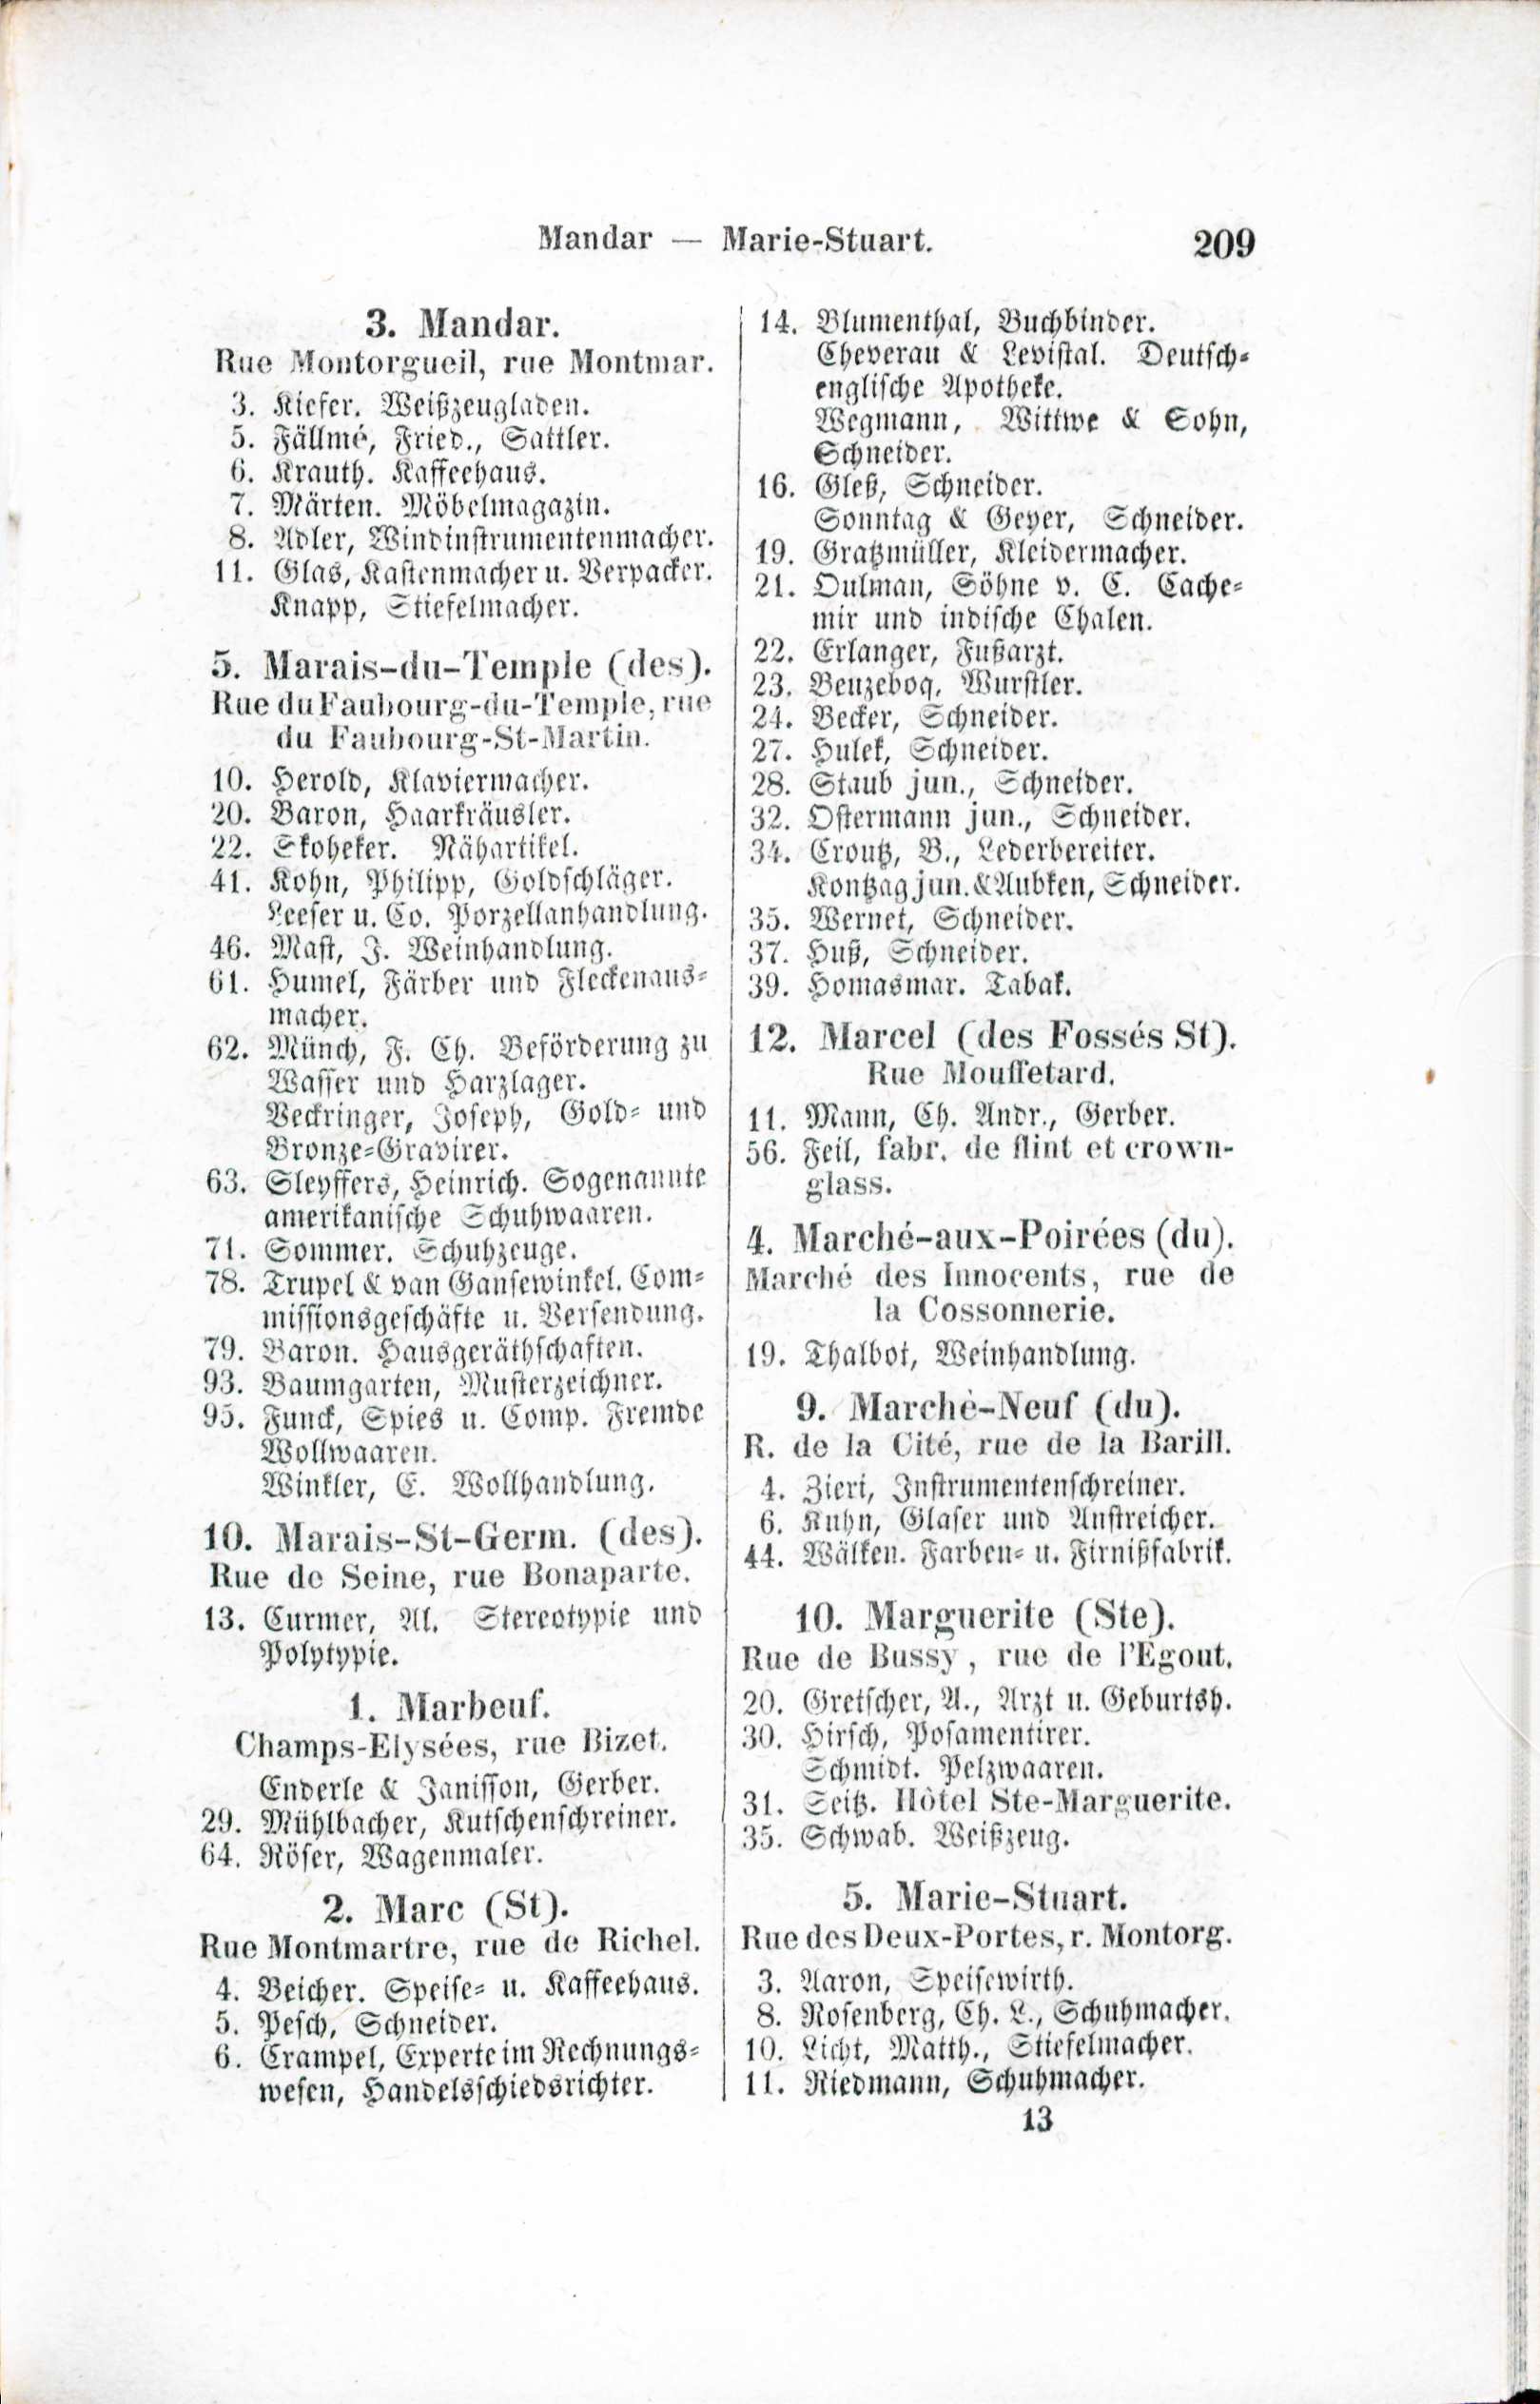 Mandar — Marie-Stuart.
209
3. Mandar.
Rue Montorgueil, rue Montmar.
3. Kiefer. Weißzeugladen.
5. Fällmé, Fried., Sattler.
6. Krauth. Kaffeehaus.
7. Märten. Möbelmagazin.
8. Adler, Windinstrumentenmacher.
11. Glas, Kastenmacher u. Verpacker.
Knapp, Stiefelmacher.
5. Marais-du-Temple (des).
Rue du Faubourg-du-Temple, rue
du Faubourg-St-Martin.
10. Herold, Klaviermacher.
20. Baron, Haarkräusler.
22. Skoheker. Nähartikel.
41. Kohn, Philipp, Goldschläger.
Leeser u. Co. Porzellanhandlung.
46. Mast, J. Weinhandlung.
61. Humel, Färber und Fleckenaus-
macher.
62. Münch, F. Ch. Beförderung zu
Wasser und Harzlager.
Veckringer, Joseph, Gold- und
Bronze-Gravirer.
63. Sleyffers, Heinrich. Sogenannte
amerikanische Schuhwaaren.
71. Sommer. Schuhzeuge.
78. Trupel & van Gansewinkel. Com-
missionsgeschäfte u. Versendung.
79. Baron. Hausgeräthschaften.
93. Baumgarten, Musterzeichner.
95. Funck, Spies u. Comp. Fremde
Wollwaaren.
Winkler, E. Wollhandlung.
10. Marais-St-Germ. (des).
Rue de Seine, rue Bonaparte.
13. Curmer, Al. Stereotypie und
Polytypie.
1. Marbeuf.
Champs-Elysées, rue Bizet.
Enderle & Janisson, Gerber.
29. Mühlbacher, Kutschenschreiner.
64. Röser, Wagenmaler.
2. Marc (St).
Rue Montmartre, rue de Richel.
4. Beicher. Speise- u. Kaffeehaus.
5. Pesch, Schneider.
6. Crampel, Experte im Rechnungs-
wesen, Handelsschiedsrichter.
14. Blumenthal, Buchbinder.
Cheverau & Levistal. Deutsch-
englische Apotheke.
Wegmann, Wittwe & Sohn,
Schneider.
16. Gleß, Schneider.
Sonntag & Geyer, Schneider.
19. Gratzmüller, Kleidermacher.
21. Oulman, Söhne v. C. Cache-
mir und indische Chalen.
22. Erlanger, Fußarzt.
23. Benzebog, Wurstler.
24. Becker, Schneider.
27. Hulek, Schneider.
28. Staub jun., Schneider.
32. Ostermann jun., Schneider.
34. Croutz, B., Lederbereiter.
Kontzag jun. & Aubken, Schneider.
35. Wernet, Schneider.
37. Huß, Schneider.
39. Homasmar. Tabak.
12. Marcel (des Fossés St).
Rue Mouffetard.
11. Mann, Ch. Andr., Gerber.
56. Feil, fabr. de flint et crown-
glass.
4. Marché-aux-Poirées (du).
Marché des Innocents, rue de
la Cossonnerie.
19. Thalbot, Weinhandlung.
9. Marché-Neuf (du).
R. de la Cité, rue de la Barill.
4. Zieri, Instrumentenschreiner.
6. Kuhn, Glaser und Anstreicher.
44. Wälken. Farben- u. Firnißfabrik.
10. Marguerite (Ste).
Rue de Bussy, rue de l'Egout.
20. Gretscher, A., Arzt u. Geburtsh.
30. Hirsch, Posamentirer.
Schmidt. Pelzwaaren.
31. Seitz. Hôtel Ste-Marguerite.
35. Schwab. Weißzeug.
5. Marie-Stuart.
Rue des Deux-Portes, r. Montorg.
3. Aaron, Speisewirth.
8. Rosenberg, Ch. L., Schuhmacher.
10. Licht, Matth., Stiefelmacher.
11. Riedmann, Schuhmacher.
13